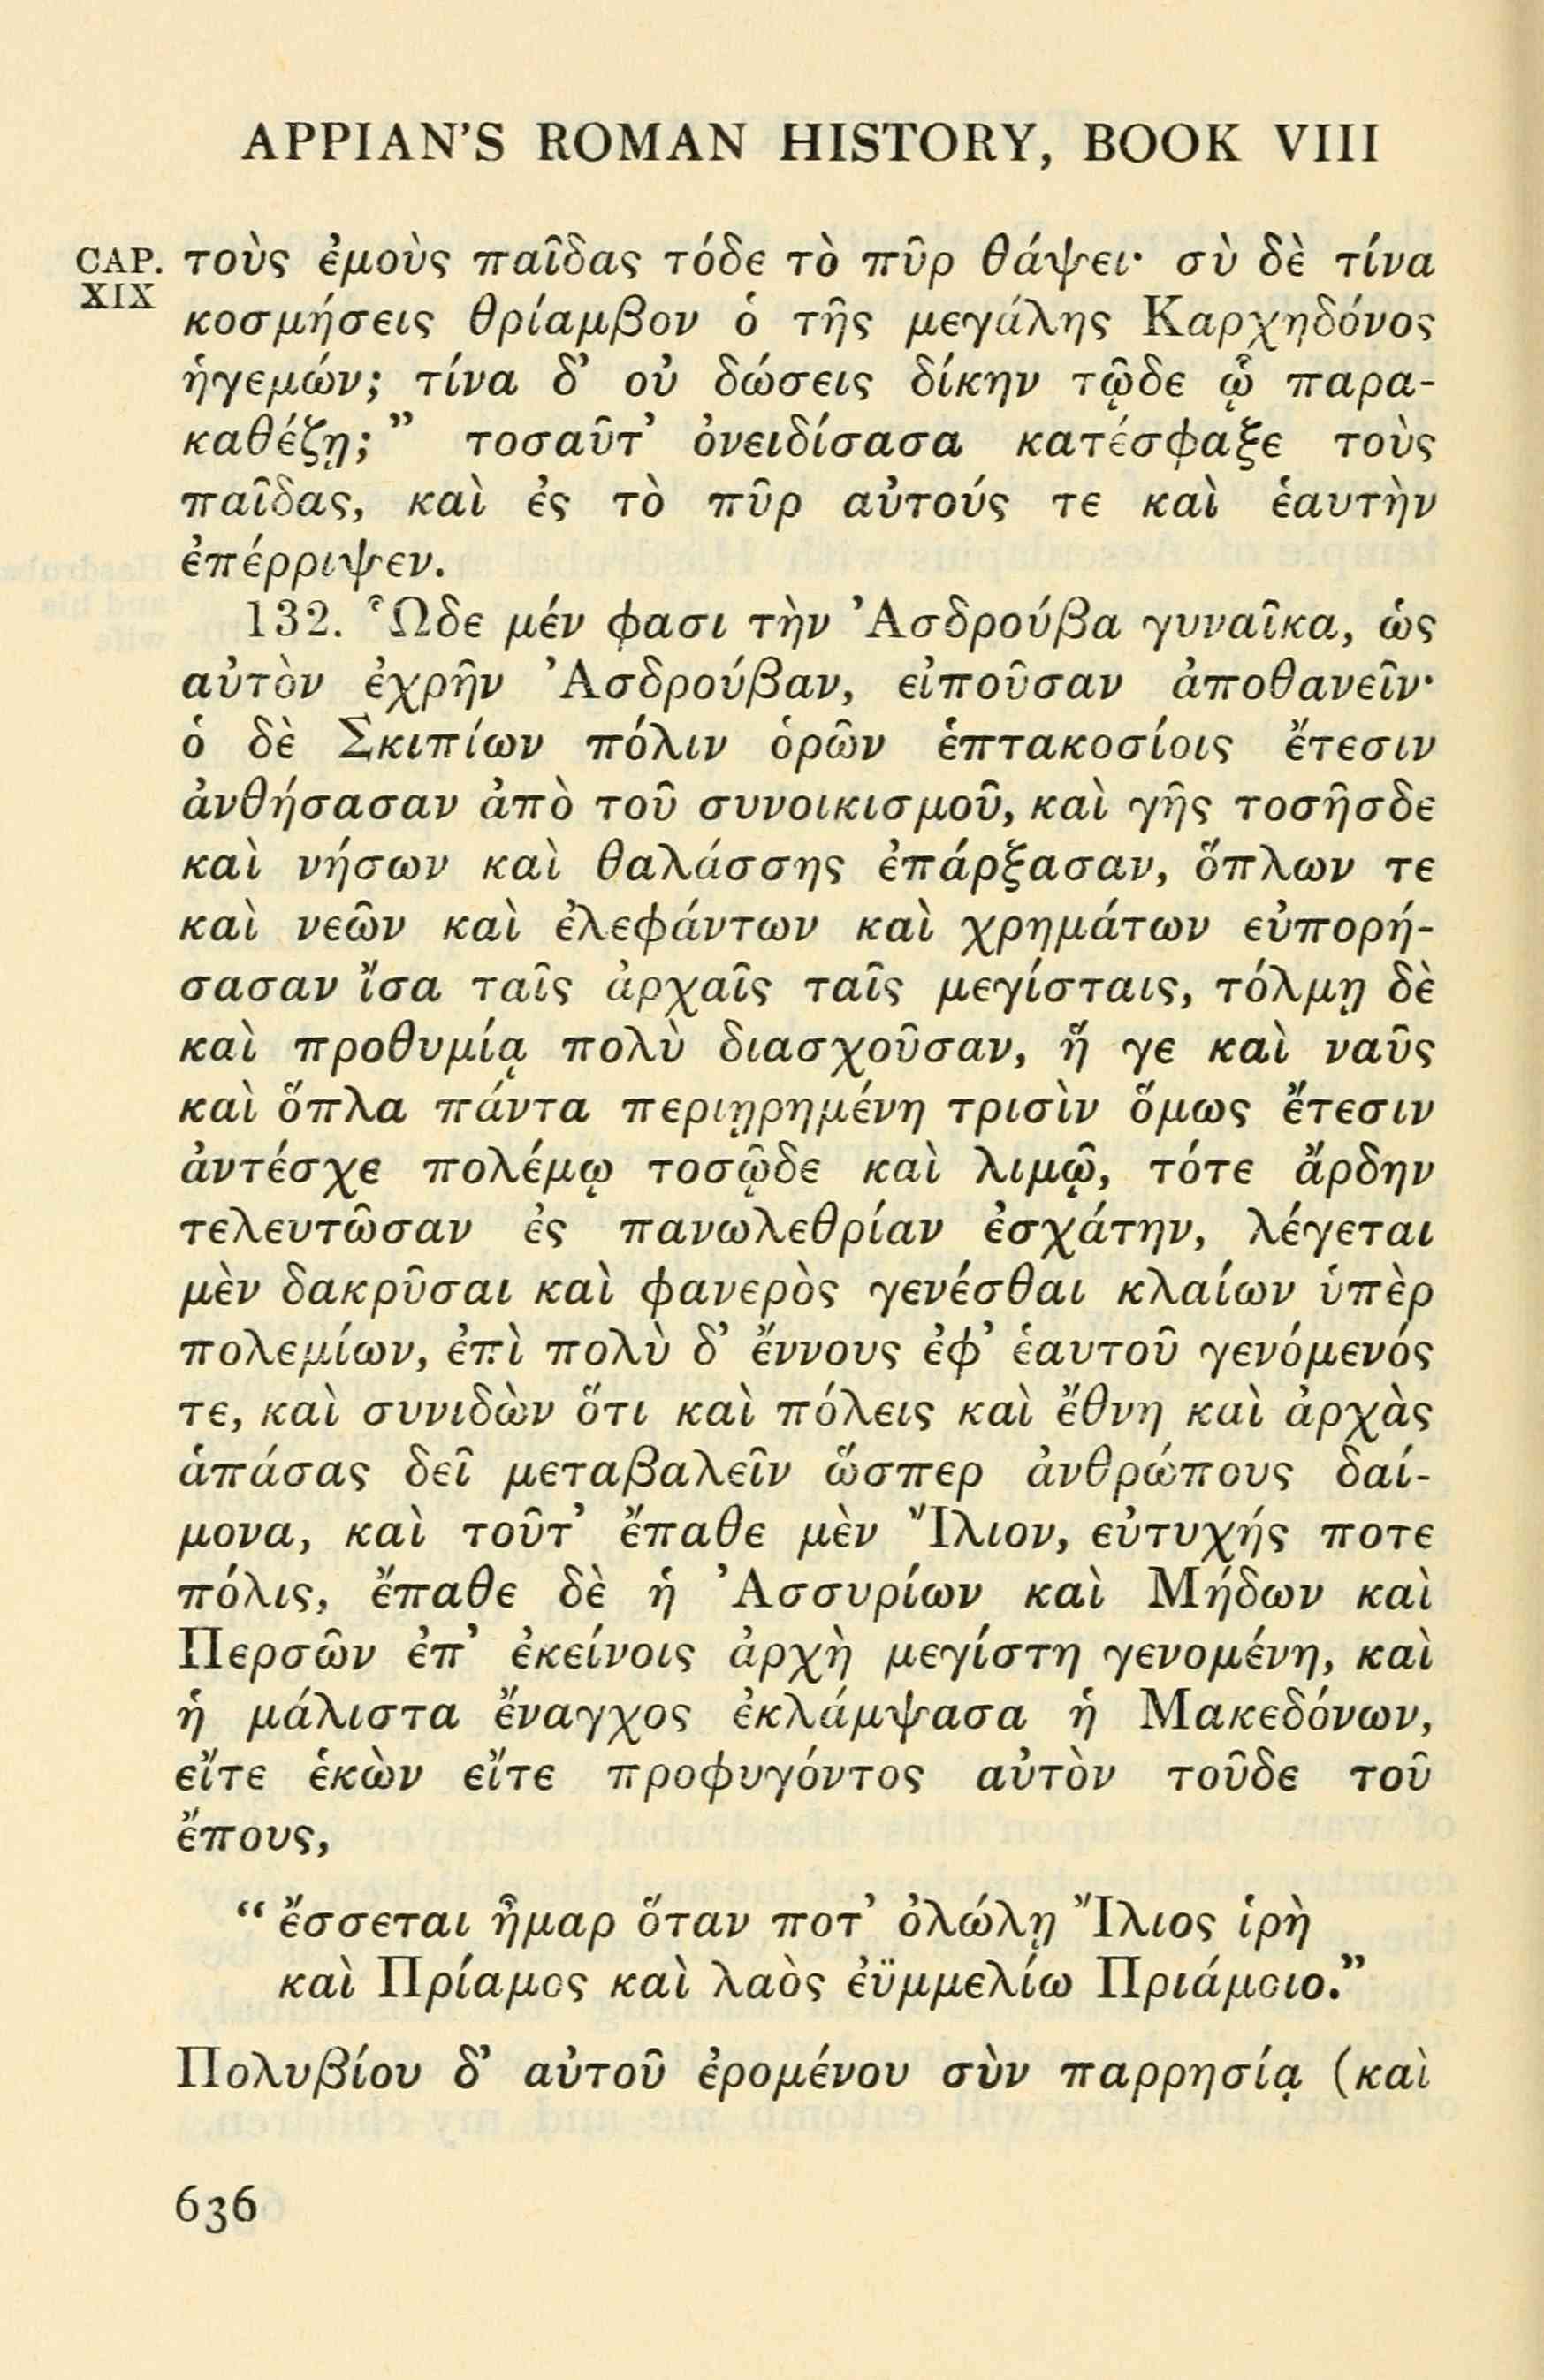 APPIAN'S ROMAN HISTORY, BOOK VIII
CAP. XIX
τοὺς ἐμοὺς παῖδας τόδε τὸ πῦρ θάψει· σὺ δὲ τίνα
κοσμήσεις θρίαμβον ὁ τῆς μεγάλης Καρχηδόνος
ἡγεμών; τίνα δ' οὐ δώσεις δίκην τῷδε ᾧ παρα-
καθέζῃ;" τοσαῦτ' ὀνειδίσασα κατέσφαξε τοὺς
παῖδας, καὶ ἐς τὸ πῦρ αὐτούς τε καὶ ἑαυτὴν
ἐπέρριψεν.
132. Ὧδε μέν φασι τὴν Ἀσδρούβα γυναῖκα, ὡς
αὐτὸν ἐχρῆν Ἀσδρούβαν, εἰποῦσαν ἀποθανεῖν·
ὁ δὲ Σκιπίων πόλιν ὁρῶν ἑπτακοσίοις ἔτεσιν
ἀνθήσασαν ἀπὸ τοῦ συνοικισμοῦ, καὶ γῆς τοσῆσδε
καὶ νήσων καὶ θαλάσσης ἐπάρξασαν, ὅπλων τε
καὶ νεῶν καὶ ἐλεφάντων καὶ χρημάτων εὐπορή-
σασαν ἴσα ταῖς ἀρχαῖς ταῖς μεγίσταις, τόλμῃ δὲ
καὶ προθυμίᾳ πολὺ διασχοῦσαν, ἥ γε καὶ ναῦς
καὶ ὅπλα πάντα περιῃρημένη τρισὶν ὅμως ἔτεσιν
ἀντέσχε πολέμῳ τοσῷδε καὶ λιμῷ, τότε ἄρδην
τελευτῶσαν ἐς πανωλεθρίαν ἐσχάτην, λέγεται
μὲν δακρῦσαι καὶ φανερὸς γενέσθαι κλαίων ὑπὲρ
πολεμίων, ἐπὶ πολὺ δ' ἔννους ἐφ' ἑαυτοῦ γενόμενός
τε, καὶ συνιδὼν ὅτι καὶ πόλεις καὶ ἔθνη καὶ ἀρχὰς
ἁπάσας δεῖ μεταβαλεῖν ὥσπερ ἀνθρώπους δαί-
μονα, καὶ τοῦτ' ἔπαθε μὲν Ἴλιον, εὐτυχής ποτε
πόλις, ἔπαθε δὲ ἡ Ἀσσυρίων καὶ Μήδων καὶ
Περσῶν ἐπ' ἐκείνοις ἀρχὴ μεγίστη γενομένη, καὶ
ἡ μάλιστα ἔναγχος ἐκλάμψασα ἡ Μακεδόνων,
εἴτε ἑκὼν εἴτε προφυγόντος αὐτὸν τοῦδε τοῦ
ἔπους,
"ἔσσεται ἦμαρ ὅταν ποτ' ὀλώλῃ Ἴλιος ἱρὴ
καὶ Πρίαμος καὶ λαὸς ἐϋμμελίω Πριάμοιο."
Πολυβίου δ' αὐτοῦ ἐρομένου σὺν παρρησίᾳ (καὶ
636